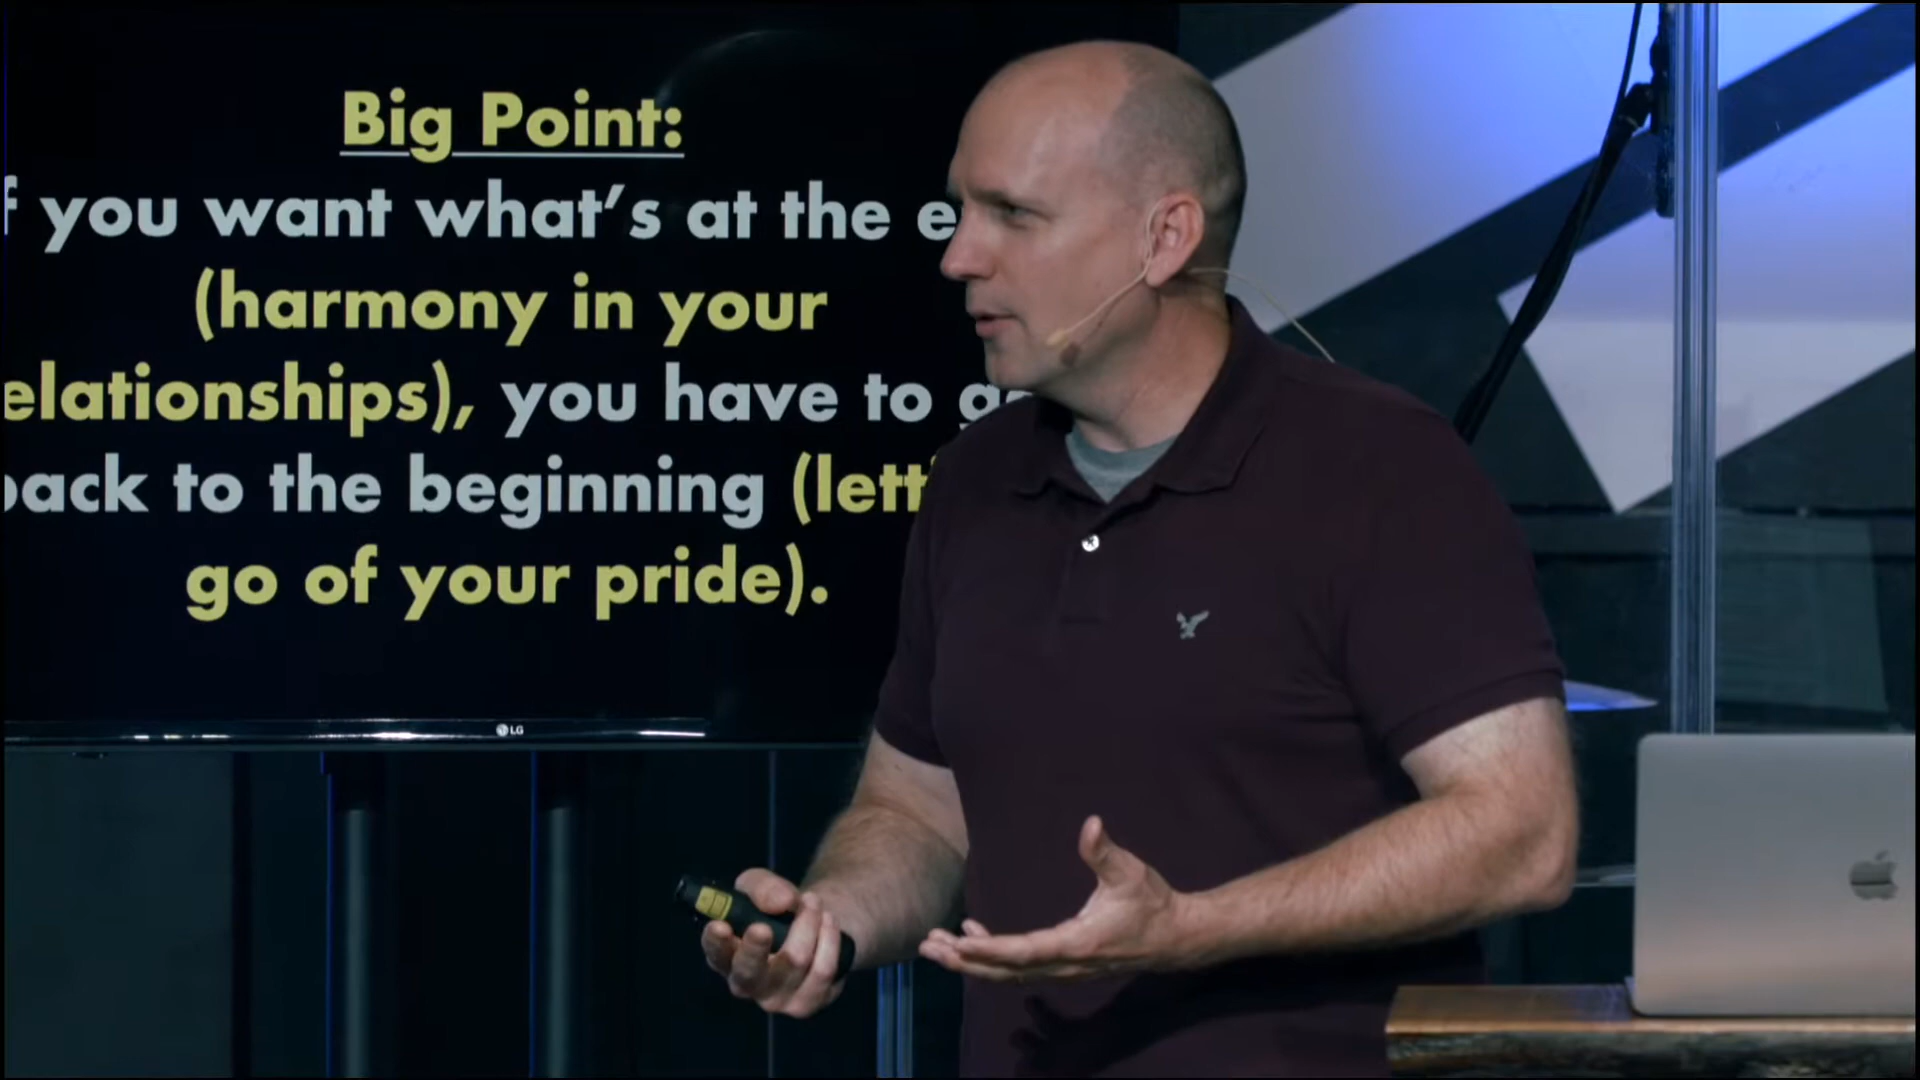 Big Point:
f you want what's at the e
(harmony in your
elationships), you have to g
back to the beginning (lett
go of your pride).
LG